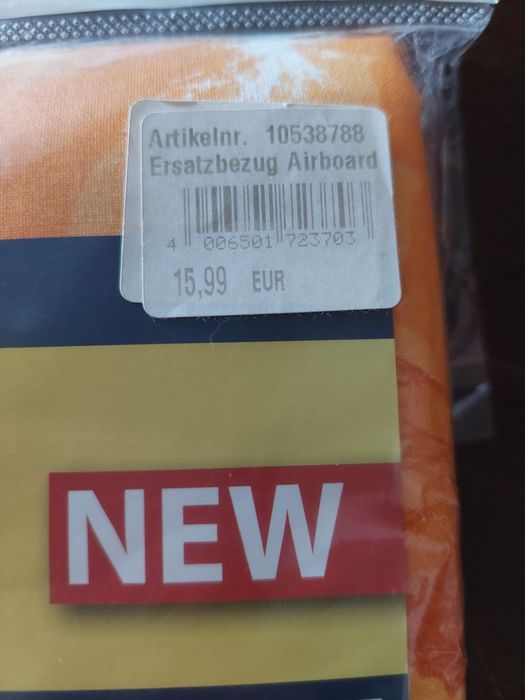 Artikelnr. 10538788
Ersatzbezug Airboard
4 006501 723703
15,99 EUR
NEW